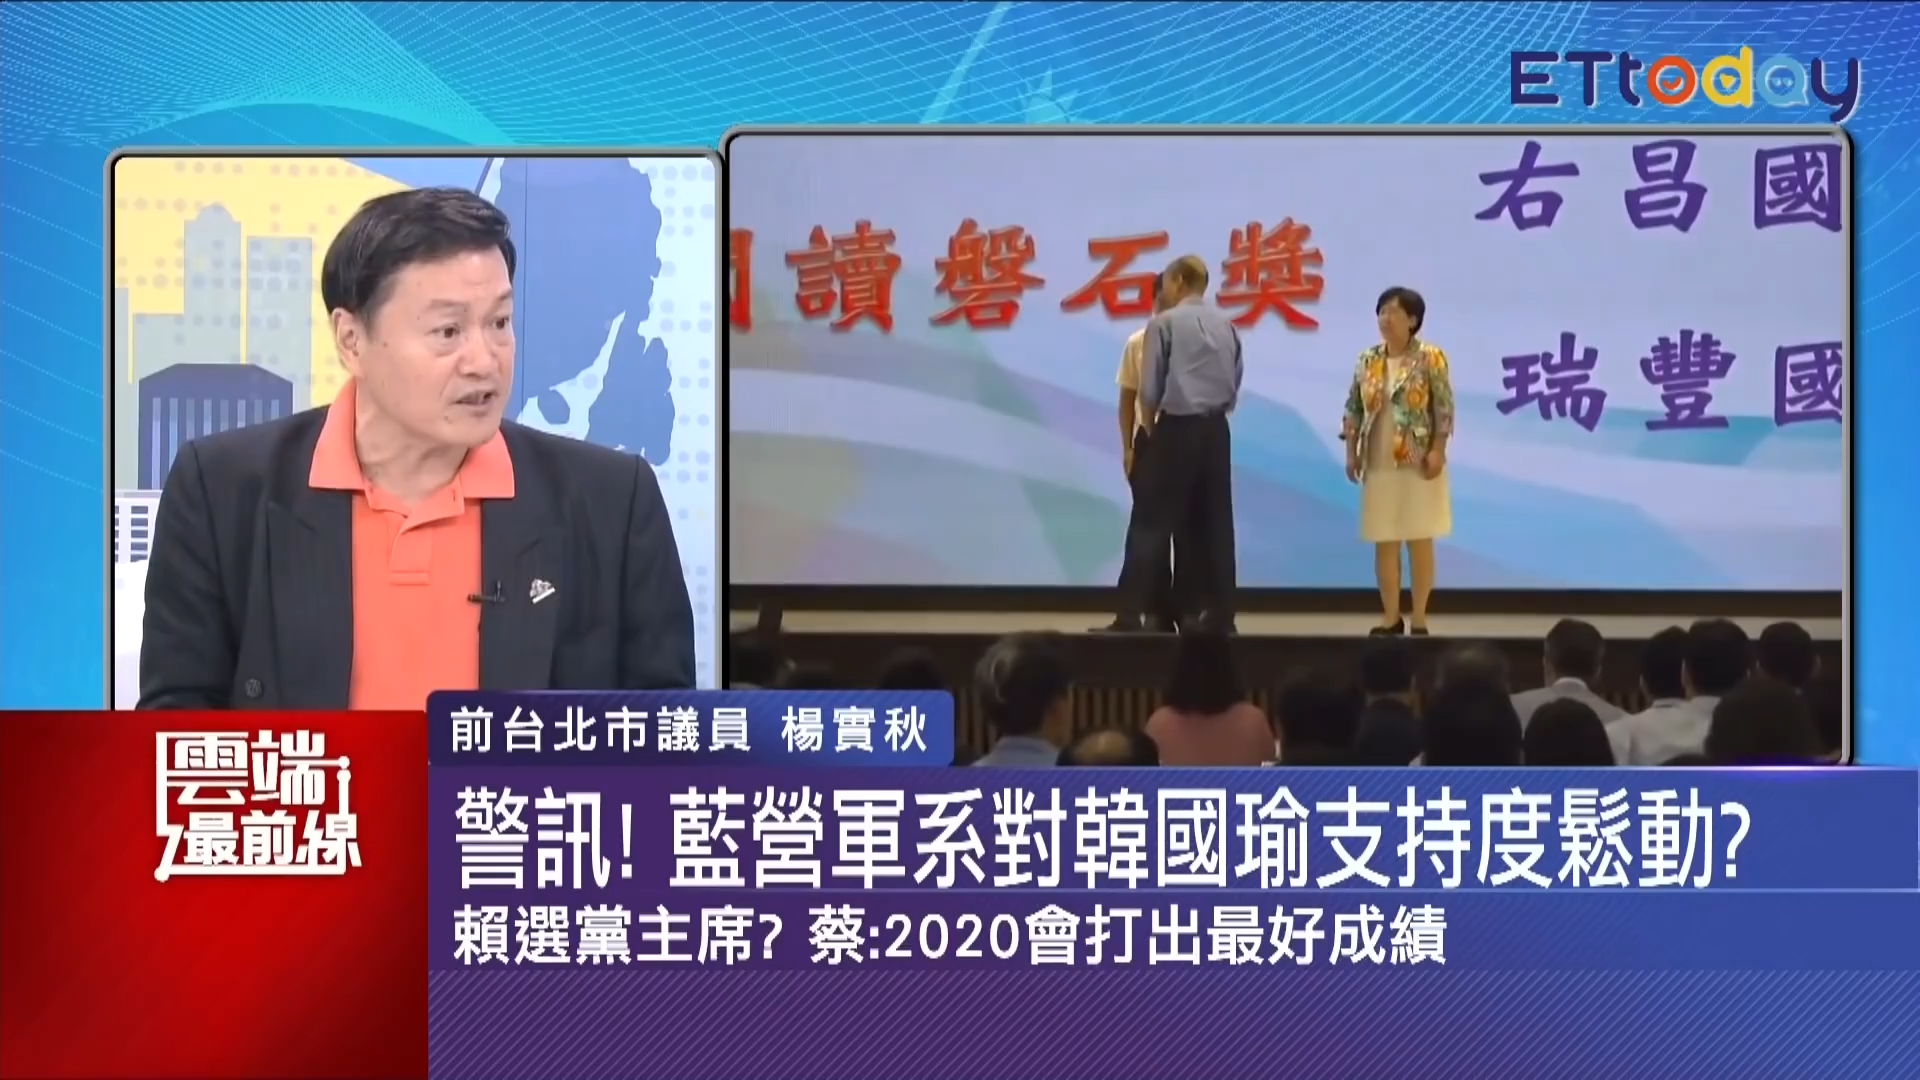 ETtoday
右昌國
讀磐石獎
瑞豐國
前台北市議員 楊實秋
雲端
最前線
警訊! 藍營軍系對韓國瑜支持度鬆動?
賴選黨主席? 蔡:2020會打出最好成績